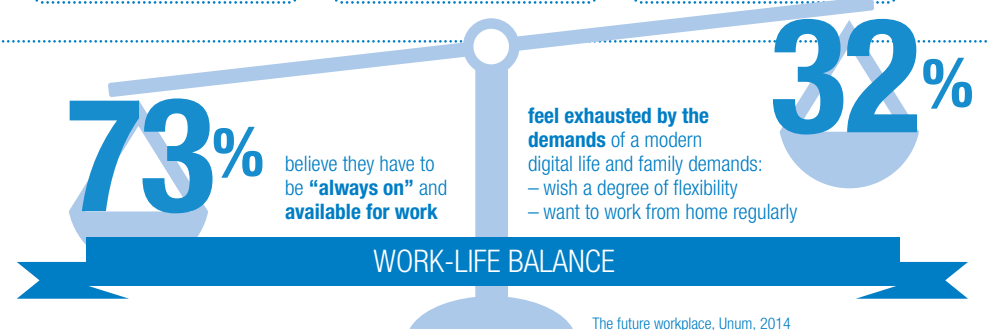 73%
believe they have to
be “always on” and
available for work
32%
feel exhausted by the
demands of a modern
digital life and family demands:
– wish a degree of flexibility
– want to work from home regularly
WORK-LIFE BALANCE
The future workplace, Unum, 2014